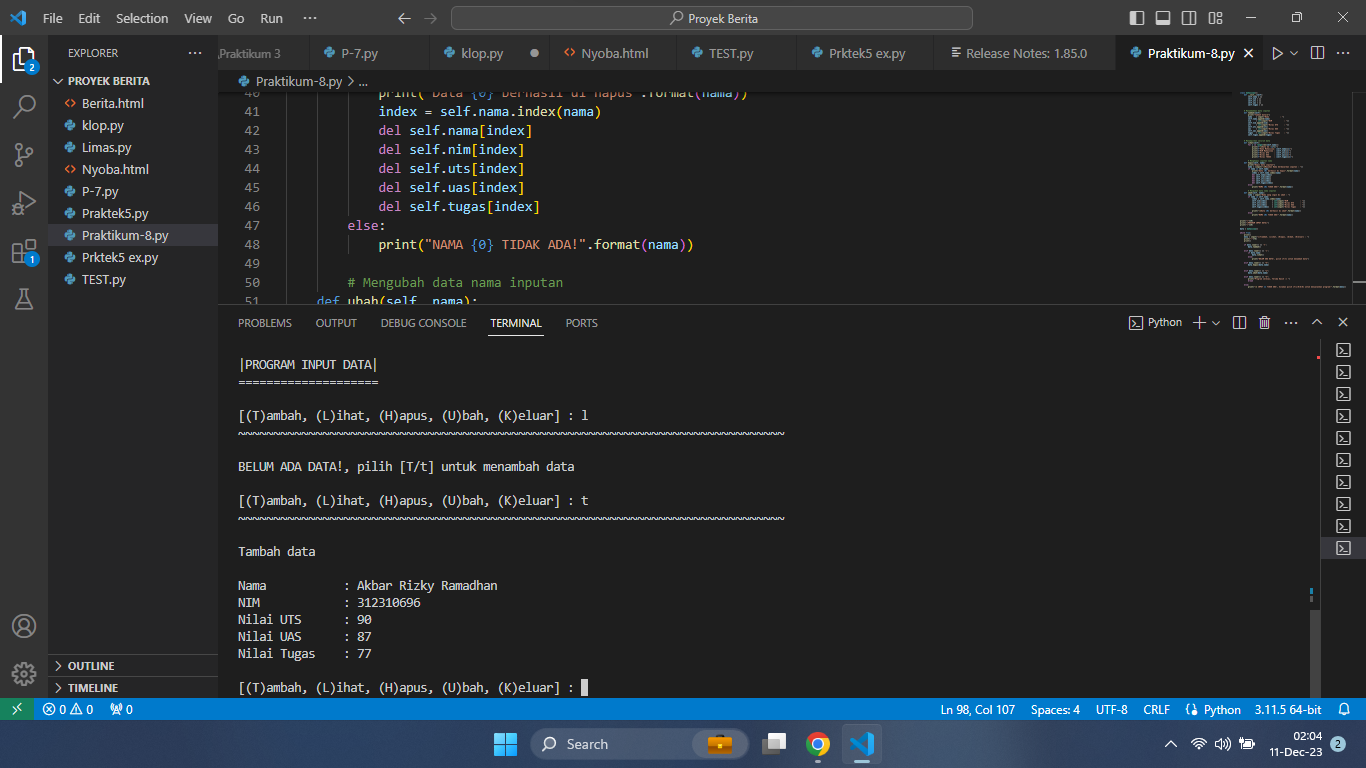 File Edit Selection View Go Run ...
Proyek Berita
EXPLORER
PROYEK BERITA
Berita.html
klop.py
Limas.py
Nyoba.html
P-7.py
Praktek5.py
Praktikum-8.py
Prktek5 ex.py
TEST.py
OUTLINE
TIMELINE
2
1
Praktikum 3 P-7.py klop.py Nyoba.html TEST.py Prktek5 ex.py Release Notes: 1.85.0 Praktikum-8.py
Praktikum-8.py > ...
40 print("Data {0} berhasil di hapus".format(nama))
41 index = self.nama.index(nama)
42 del self.nama[index]
43 del self.nim[index]
44 del self.uts[index]
45 del self.uas[index]
46 del self.tugas[index]
47 else:
48 print("NAMA {0} TIDAK ADA!".format(nama))
49
50 # Mengubah data nama inputan
51 def ubah(self, nama):
PROBLEMS OUTPUT DEBUG CONSOLE TERMINAL PORTS
Python
|PROGRAM INPUT DATA|
====================
[(T)ambah, (L)ihat, (H)apus, (U)bah, (K)eluar] : l
~~~~~~~~~~~~~~~~~~~~~~~~~~~~~~~~~~~~~~~~~~~~~~~~~~~~~~~~~~~~~~~~~~~~~~~~~~~~~~
BELUM ADA DATA!, pilih [T/t] untuk menambah data
[(T)ambah, (L)ihat, (H)apus, (U)bah, (K)eluar] : t
~~~~~~~~~~~~~~~~~~~~~~~~~~~~~~~~~~~~~~~~~~~~~~~~~~~~~~~~~~~~~~~~~~~~~~~~~~~~~~
Tambah data
Nama : Akbar Rizky Ramadhan
NIM : 312310696
Nilai UTS : 90
Nilai UAS : 87
Nilai Tugas : 77
[(T)ambah, (L)ihat, (H)apus, (U)bah, (K)eluar] :
0 0 0 Ln 98, Col 107 Spaces: 4 UTF-8 CRLF Python 3.11.5 64-bit
Search
02:04
11-Dec-23
2